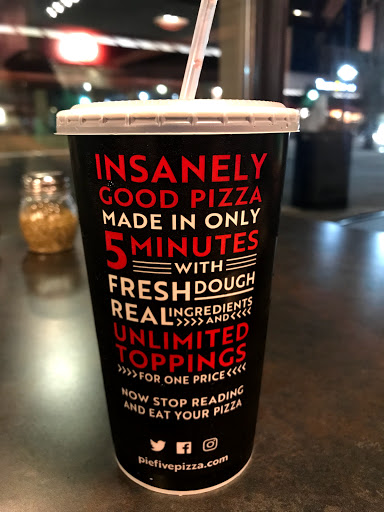 INSANELY
GOOD PIZZA
MADE IN ONLY
5 MINUTES
WITH
FRESH DOUGH
REAL INGREDIENTS AND
UNLIMITED
TOPPINGS
>>>>FOR ONE PRICE<<<<
NOW STOP READING
AND EAT YOUR PIZZA
piefivepizza.com